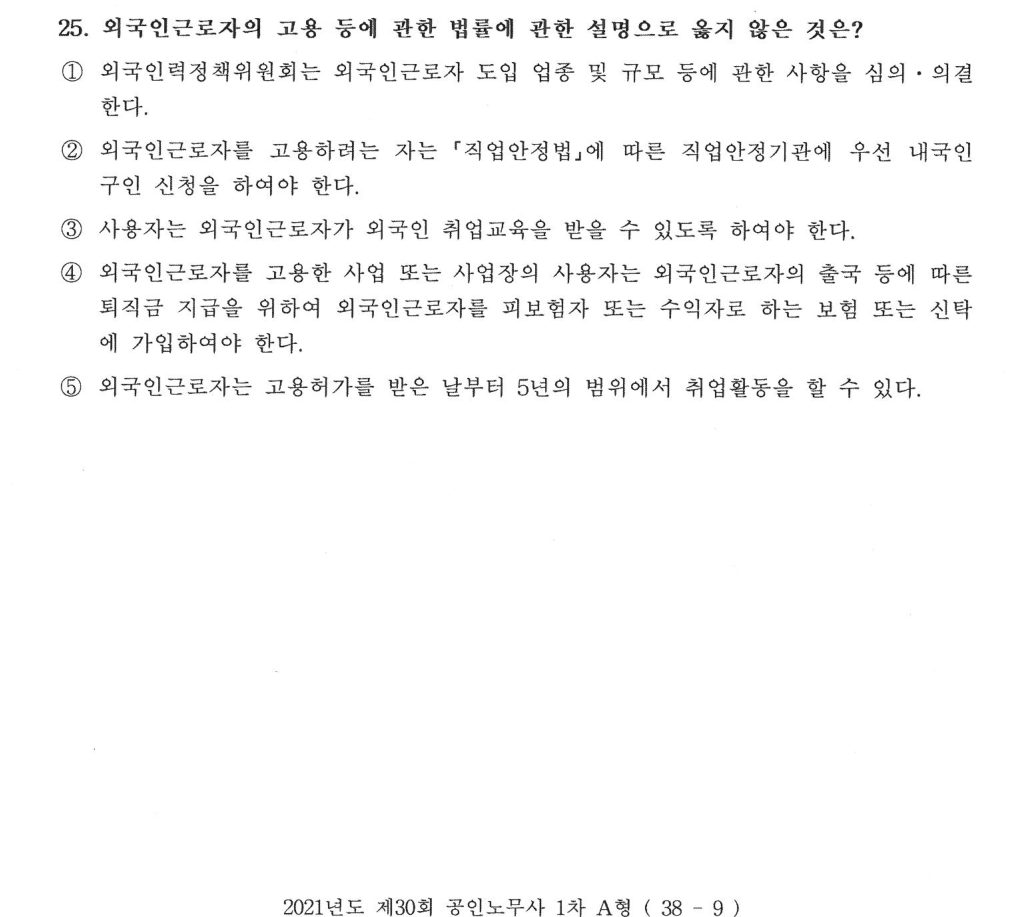 25. 외국인근로자의 고용 등에 관한 법률에 관한 설명으로 옳지 않은 것은?
① 외국인력정책위원회는 외국인근로자 도입 업종 및 규모 등에 관한 사항을 심의·의결
한다.
② 외국인근로자를 고용하려는 자는 「직업안정법」에 따른 직업안정기관에 우선 내국인
구인 신청을 하여야 한다.
③ 사용자는 외국인근로자가 외국인 취업교육을 받을 수 있도록 하여야 한다.
④ 외국인근로자를 고용한 사업 또는 사업장의 사용자는 외국인근로자의 출국 등에 따른
퇴직금 지급을 위하여 외국인근로자를 피보험자 또는 수익자로 하는 보험 또는 신탁
에 가입하여야 한다.
⑤ 외국인근로자는 고용허가를 받은 날부터 5년의 범위에서 취업활동을 할 수 있다.
2021년도 제30회 공인노무사 1차 A형 ( 38 - 9 )